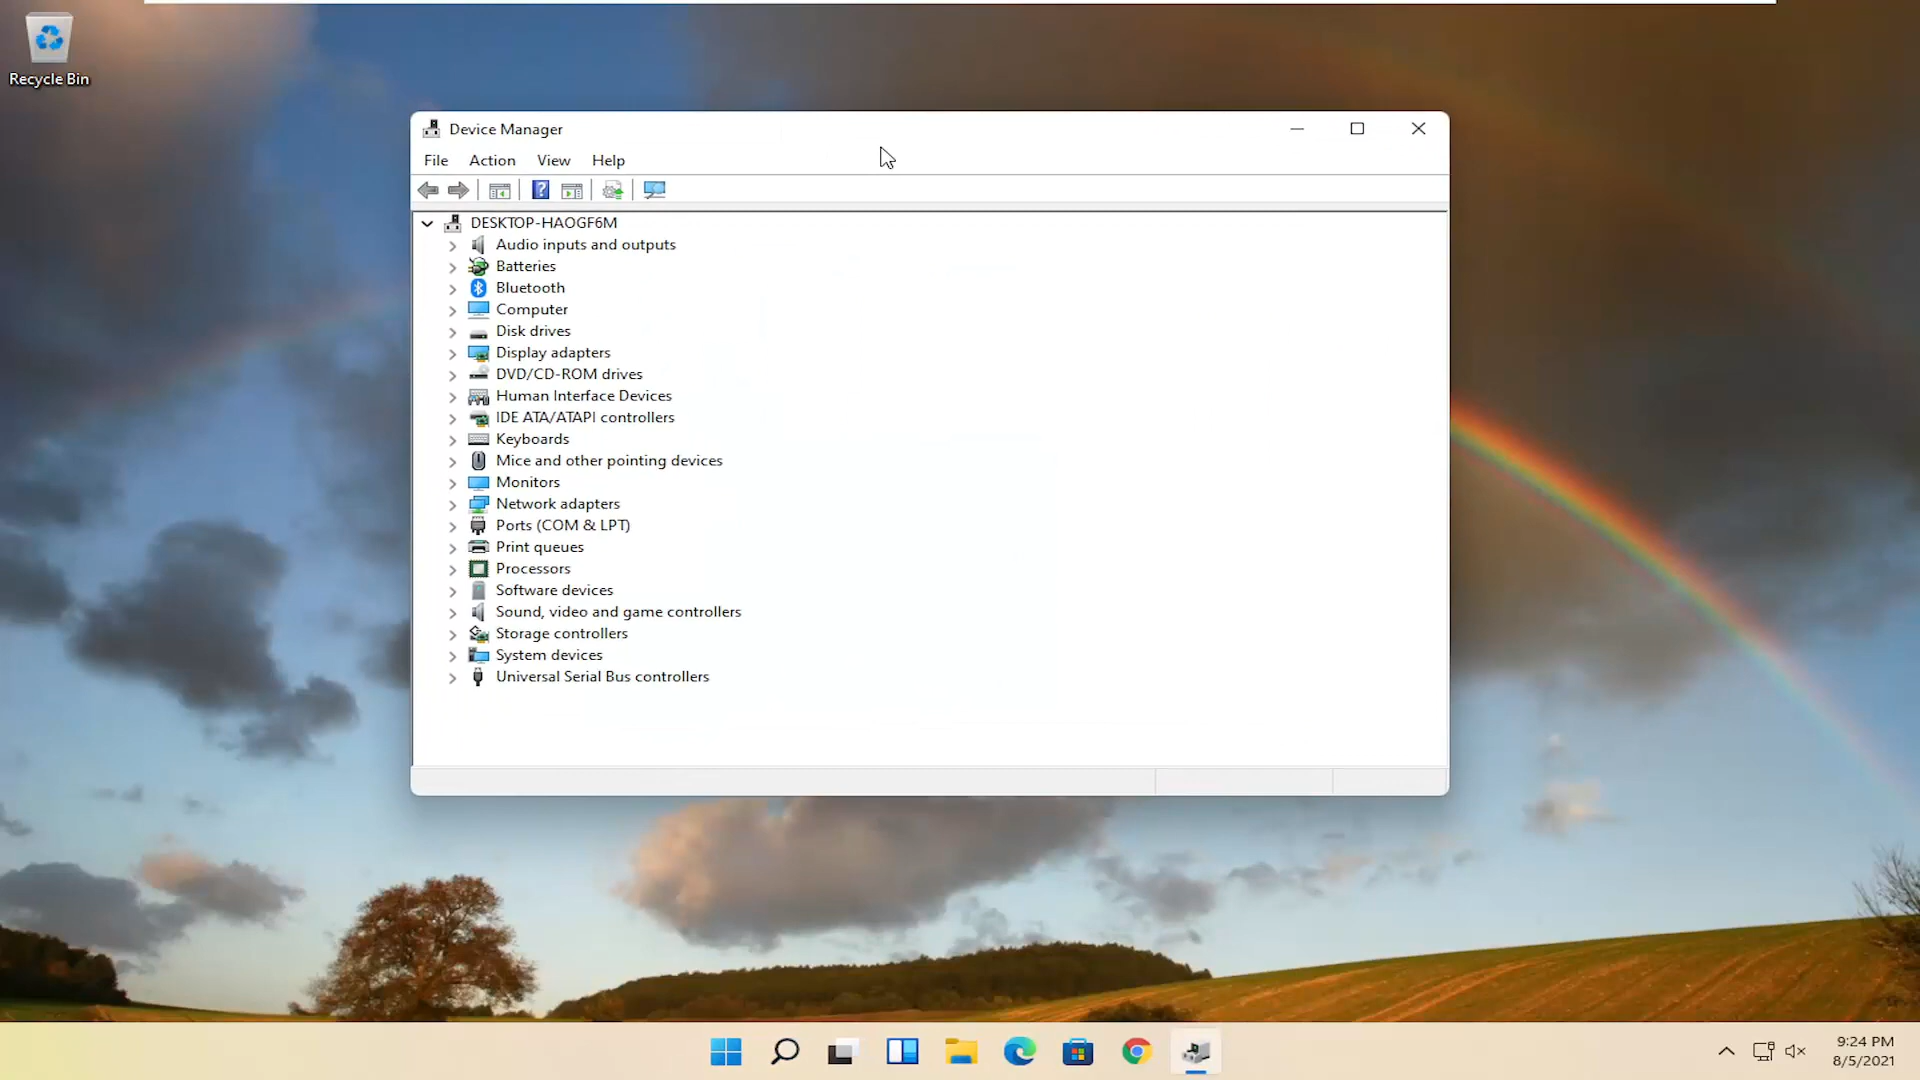 Recycle Bin
Device Manager
File Action View Help
DESKTOP-HAOGF6M
Audio inputs and outputs
Batteries
Bluetooth
Computer
Disk drives
Display adapters
DVD/CD-ROM drives
Human Interface Devices
IDE ATA/ATAPI controllers
Keyboards
Mice and other pointing devices
Monitors
Network adapters
Ports (COM & LPT)
Print queues
Processors
Software devices
Sound, video and game controllers
Storage controllers
System devices
Universal Serial Bus controllers
9:24 PM
8/5/2021